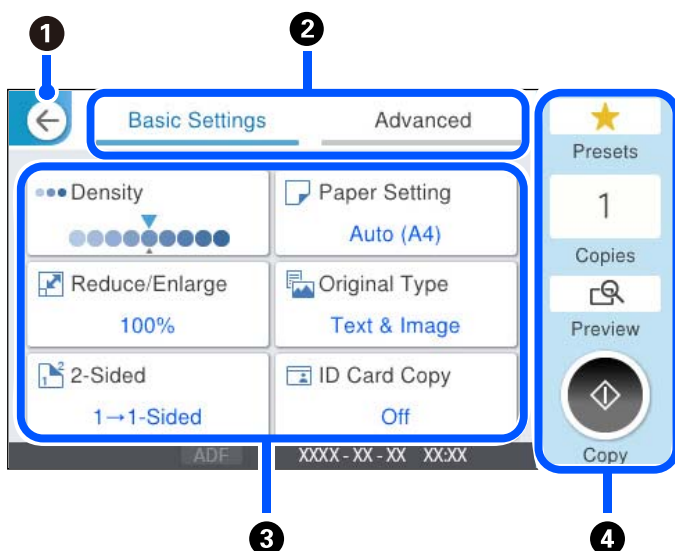 1
2
Basic Settings
Advanced
Presets
Density
Paper Setting
Auto (A4)
1
Copies
Reduce/Enlarge
100%
Original Type
Text & Image
Preview
1 2
2-Sided
1→1-Sided
ID Card Copy
Off
Copy
ADF
XXXX-XX-XX XX:XX
3
4